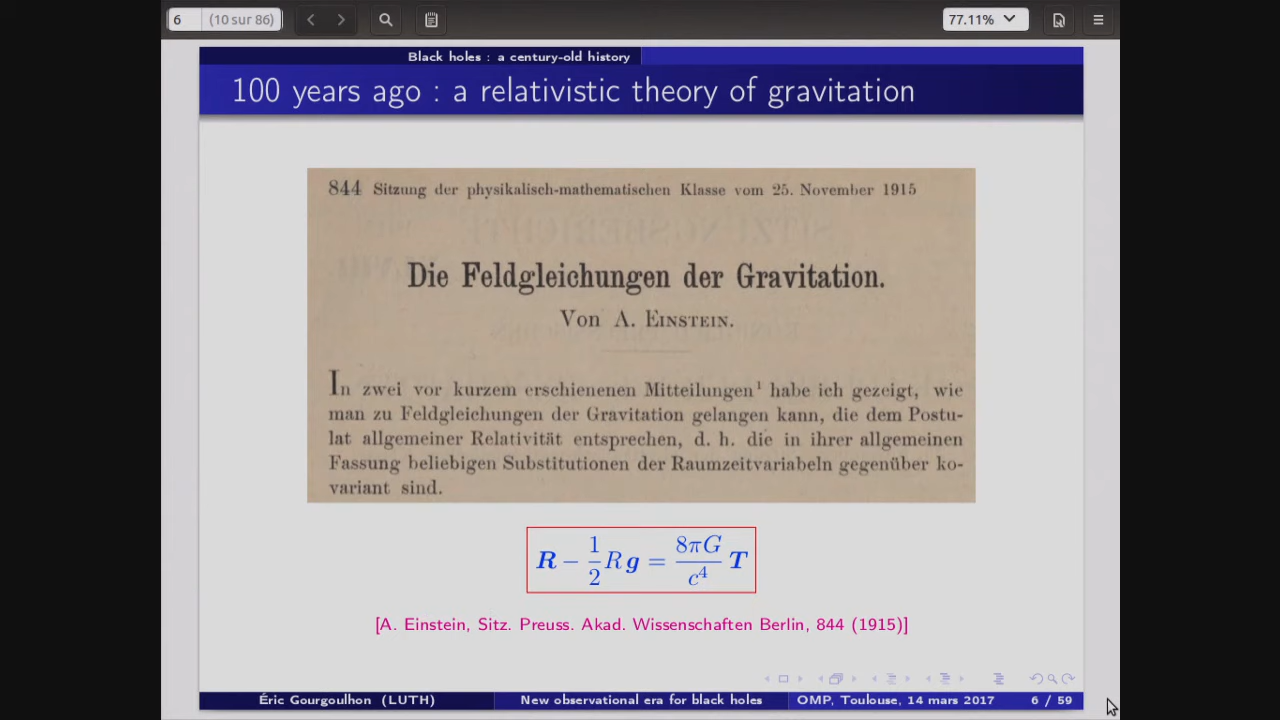 6 (10 sur 86) 77.11%
Black holes : a century-old history
100 years ago : a relativistic theory of gravitation
844 Sitzung der physikalisch-mathematischen Klasse vom 25. November 1915
Die Feldgleichungen der Gravitation.
Von A. EINSTEIN.
In zwei vor kurzem erschienenen Mitteilungen¹ habe ich gezeigt, wie
man zu Feldgleichungen der Gravitation gelangen kann, die dem Postu-
lat allgemeiner Relativität entsprechen, d. h. die in ihrer allgemeinen
Fassung beliebigen Substitutionen der Raumzeitvariabeln gegenüber ko-
variant sind.
R − 1/2 R g = 8πG/c⁴ T
[A. Einstein, Sitz. Preuss. Akad. Wissenschaften Berlin, 844 (1915)]
Éric Gourgoulhon (LUTH) New observational era for black holes OMP, Toulouse, 14 mars 2017 6 / 59